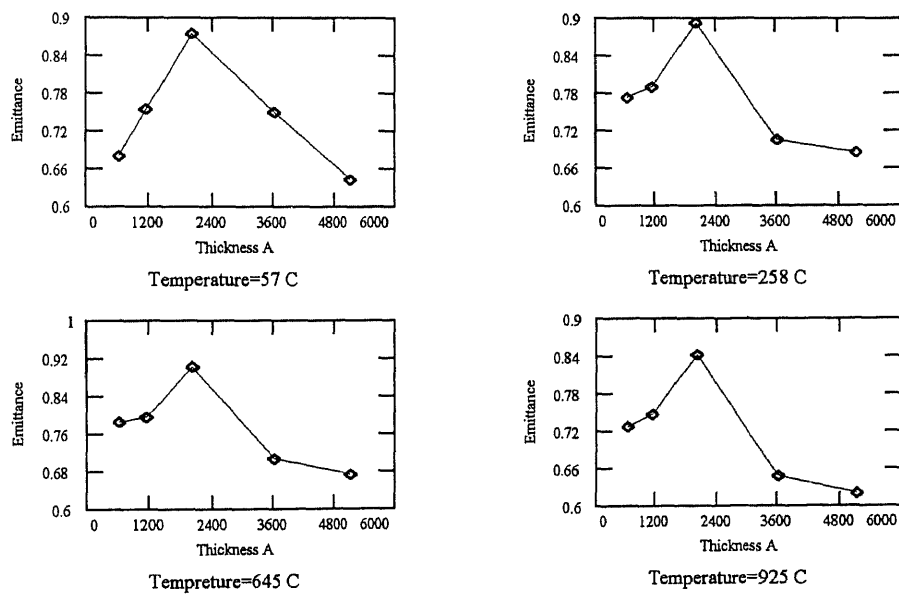 0.9
0.84
0.78
0.72
0.66
0.6
Emittance
0 1200 2400 3600 4800 6000
Thickness A
Temperature=57 C
0.9
0.84
0.78
0.72
0.66
0.6
Emittance
0 1200 2400 3600 4800 6000
Thickness A
Temperature=258 C
1
0.92
0.84
0.76
0.68
0.6
Emittance
0 1200 2400 3600 4800 6000
Thickness A
Tempreture=645 C
0.9
0.84
0.78
0.72
0.66
0.6
Emittance
0 1200 2400 3600 4800 6000
Thickness A
Temperature=925 C